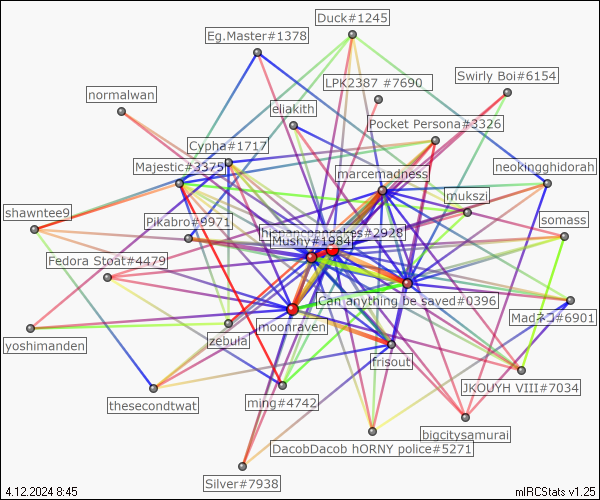 Duck#1245
Eg.Master#1378
LPK2387 #7690
Swirly Boi#6154
normalwan
eliakith
Pocket Persona#3326
Cypha#1717
Majestic#3375
marcemadness
neokingghidorah
mukszi
shawntee9
Pikabro#9971
somass
Mushy#1984
Fedora Stoat#4479
Can anything be saved#0396
Madネコ#6901
moonraven
yoshimanden
zebula
frisout
JKOUYH VIII#7034
thesecondtwat
ming#4742
bigcitysamurai
DacobDacob hORNY police#5271
Silver#7938
4.12.2024 8:45
mIRCStats v1.25